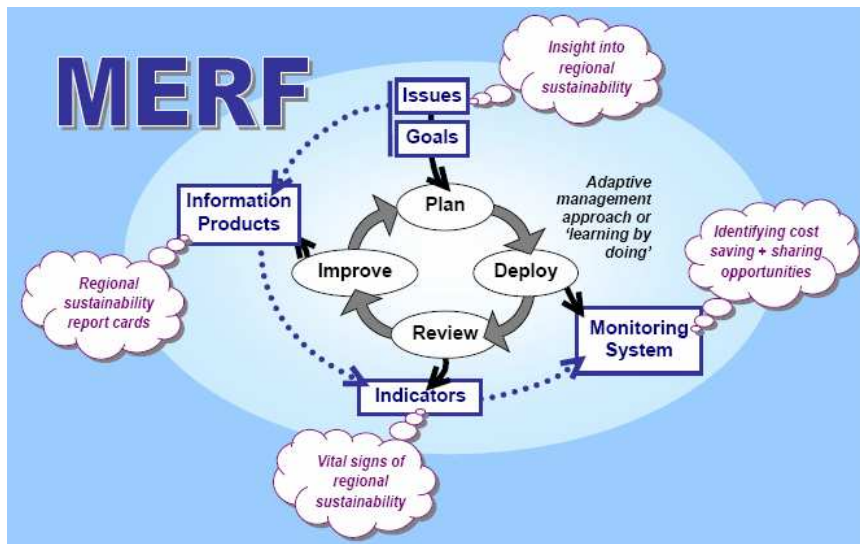 MERF
Insight into
regional
sustainability
Issues
Goals
Information
Products
Plan
Adaptive
management
approach or
‘learning by
doing’
Identifying cost
saving + sharing
opportunities
Improve
Deploy
Regional
sustainability
report cards
Review
Monitoring
System
Indicators
Vital signs of
regional
sustainability